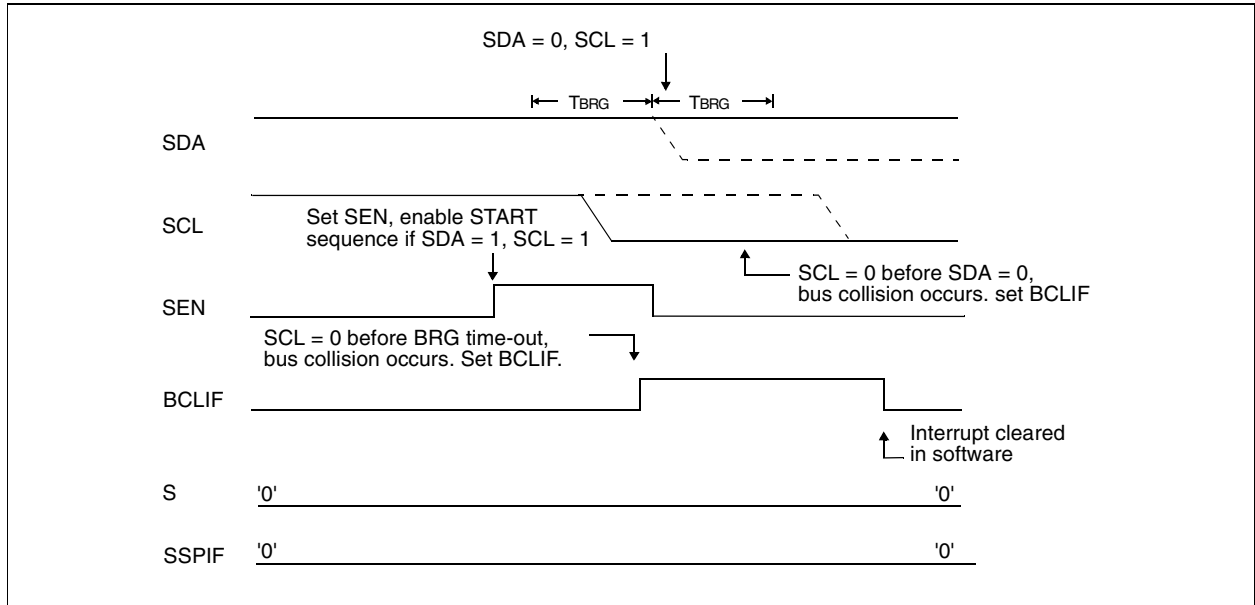 SDA = 0, SCL = 1
TBRG TBRG
SDA
SCL
Set SEN, enable START
sequence if SDA = 1, SCL = 1
SCL = 0 before SDA = 0,
bus collision occurs. set BCLIF
SEN
SCL = 0 before BRG time-out,
bus collision occurs. Set BCLIF.
BCLIF
Interrupt cleared
in software
S '0' '0'
SSPIF '0' '0'